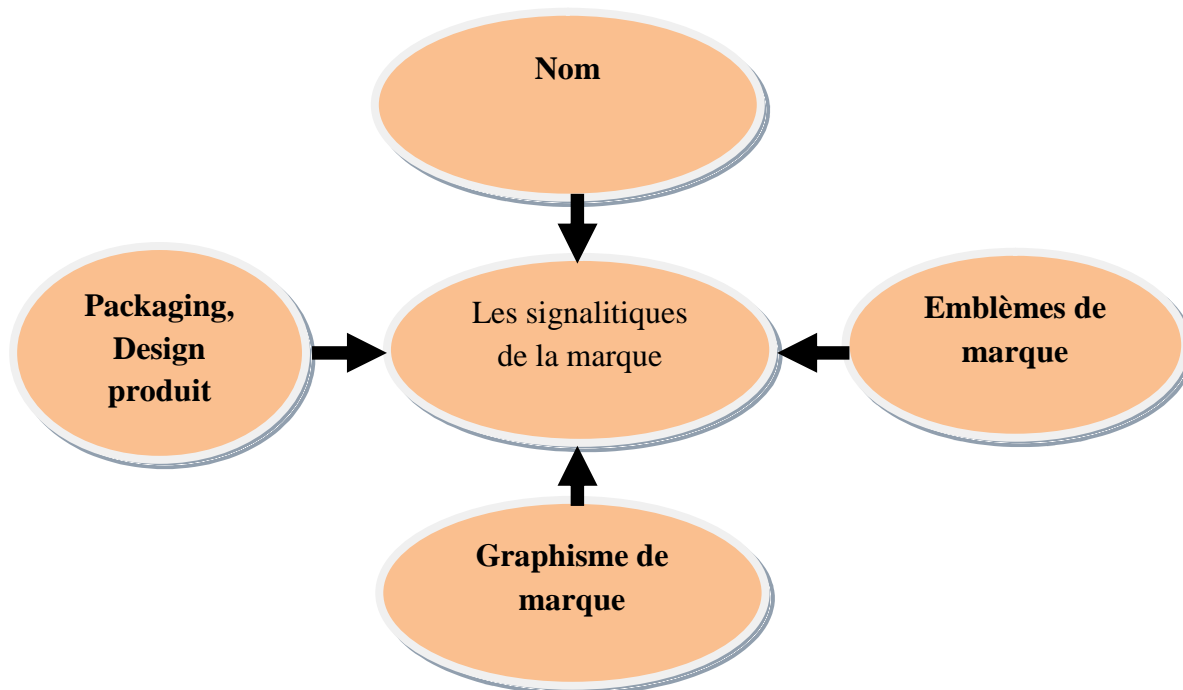 Nom
Packaging,
Design
produit
Les signalitiques
de la marque
Emblèmes de
marque
Graphisme de
marque